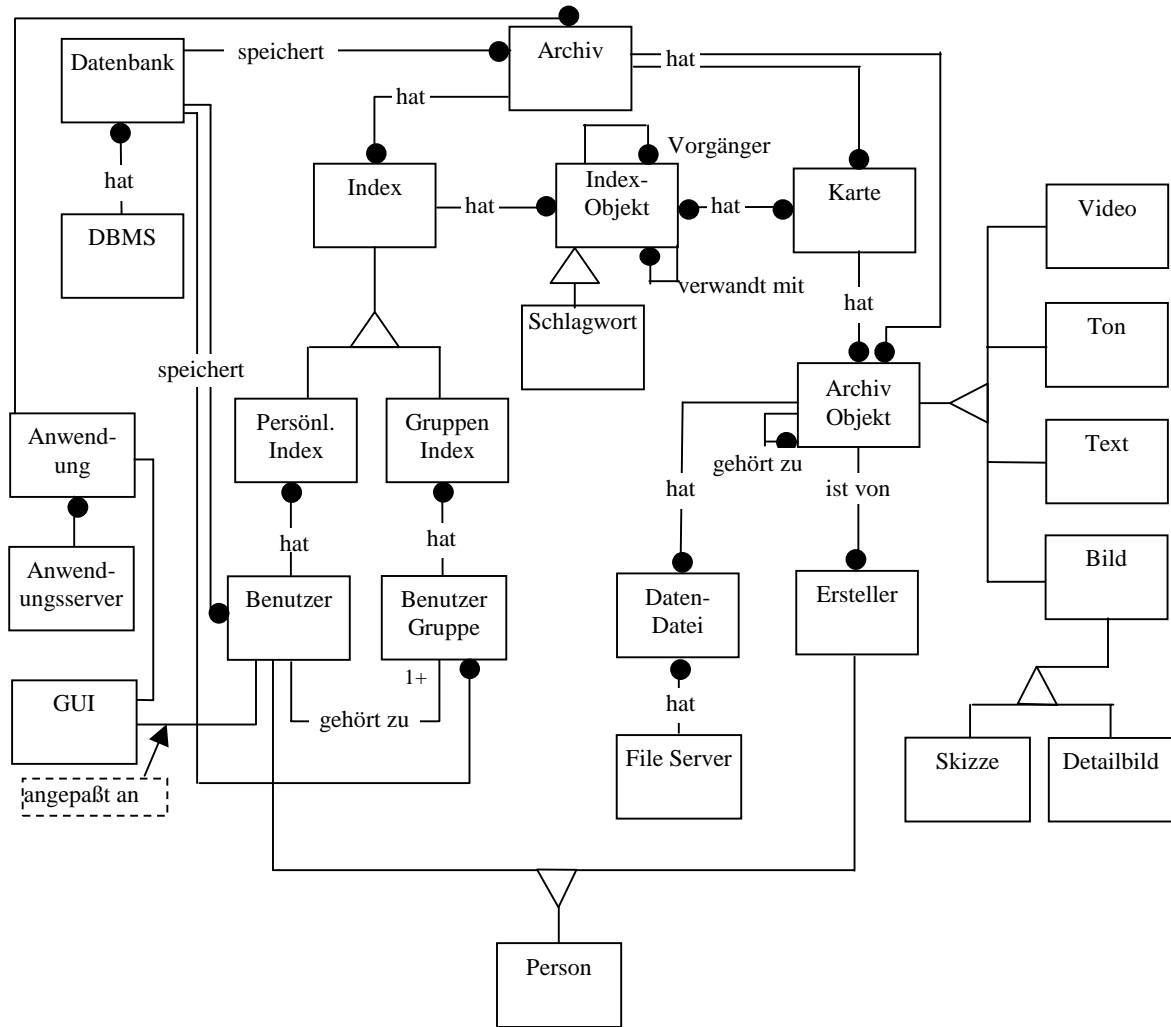 Datenbank
speichert
Archiv
hat
hat
hat
Index
hat
Index-
Objekt
Vorgänger
hat
Karte
Video
DBMS
verwandt mit
hat
Schlagwort
Ton
speichert
Persönl.
Index
Gruppen
Index
Archiv
Objekt
Anwend-
ung
gehört zu
Text
hat
ist von
hat
hat
Anwend-
ungsserver
Benutzer
Benutzer
Gruppe
Daten-
Datei
Ersteller
Bild
1+
GUI
gehört zu
hat
File Server
Skizze
Detailbild
angepaßt an
Person